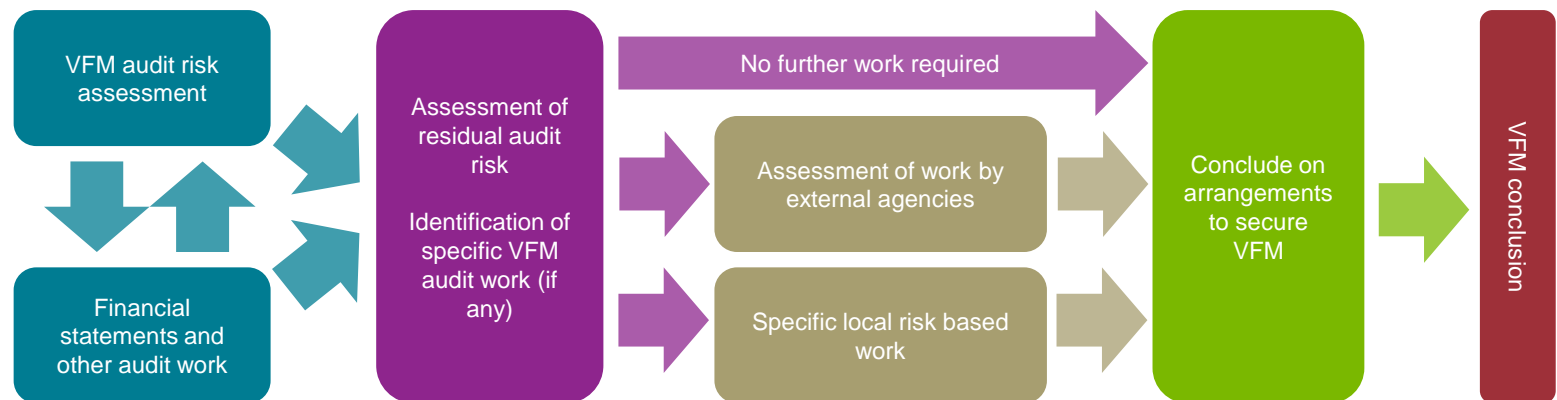 VFM audit risk
assessment
Financial
statements and
other audit work
Assessment of
residual audit
risk
Identification of
specific VFM
audit work (if
any)
No further work required
Assessment of work by
external agencies
Specific local risk based
work
Conclude on
arrangements
to secure
VFM
VFM conclusion